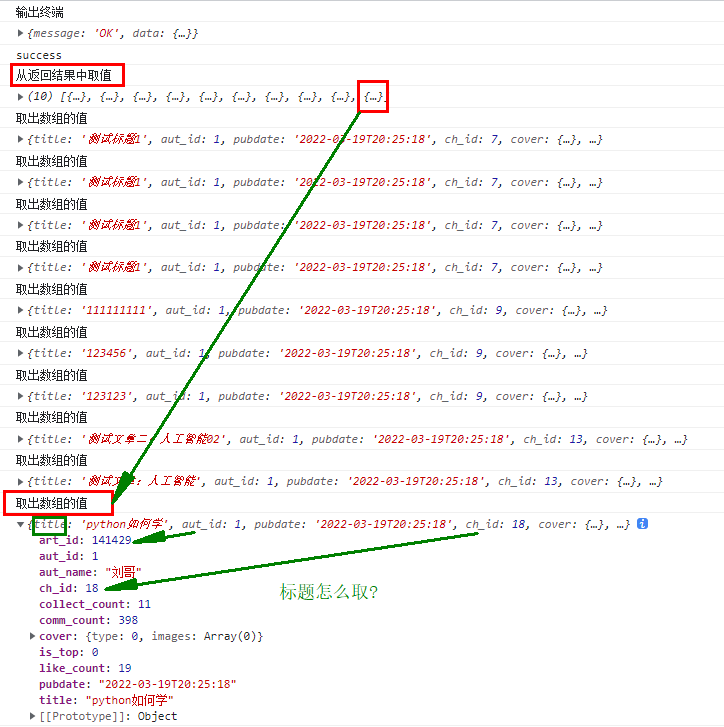 输出终端
{message: 'OK', data: {…}}
success
从返回结果中取值
(10) [{…}, {…}, {…}, {…}, {…}, {…}, {…}, {…}, {…}, {…}]
取出数组的值
{title: '测试标题1', aut_id: 1, pubdate: '2022-03-19T20:25:18', ch_id: 7, cover: {…}, …}
取出数组的值
{title: '测试标题1', aut_id: 1, pubdate: '2022-03-19T20:25:18', ch_id: 7, cover: {…}, …}
取出数组的值
{title: '测试标题1', aut_id: 1, pubdate: '2022-03-19T20:25:18', ch_id: 7, cover: {…}, …}
取出数组的值
{title: '测试标题1', aut_id: 1, pubdate: '2022-03-19T20:25:18', ch_id: 7, cover: {…}, …}
取出数组的值
{title: '111111111', aut_id: 1, pubdate: '2022-03-19T20:25:18', ch_id: 9, cover: {…}, …}
取出数组的值
{title: '123456', aut_id: 1, pubdate: '2022-03-19T20:25:18', ch_id: 9, cover: {…}, …}
取出数组的值
{title: '123123', aut_id: 1, pubdate: '2022-03-19T20:25:18', ch_id: 9, cover: {…}, …}
取出数组的值
{title: '测试文章二：人工智能02', aut_id: 1, pubdate: '2022-03-19T20:25:18', ch_id: 13, cover: {…}, …}
取出数组的值
{title: '测试文章：人工智能', aut_id: 1, pubdate: '2022-03-19T20:25:18', ch_id: 13, cover: {…}, …}
取出数组的值
{title: 'python如何学', aut_id: 1, pubdate: '2022-03-19T20:25:18', ch_id: 18, cover: {…}, …}
art_id: 141429
aut_id: 1
aut_name: "刘哥"
ch_id: 18
标题怎么取?
collect_count: 11
comm_count: 398
cover: {type: 0, images: Array(0)}
is_top: 0
like_count: 19
pubdate: "2022-03-19T20:25:18"
title: "python如何学"
[[Prototype]]: Object